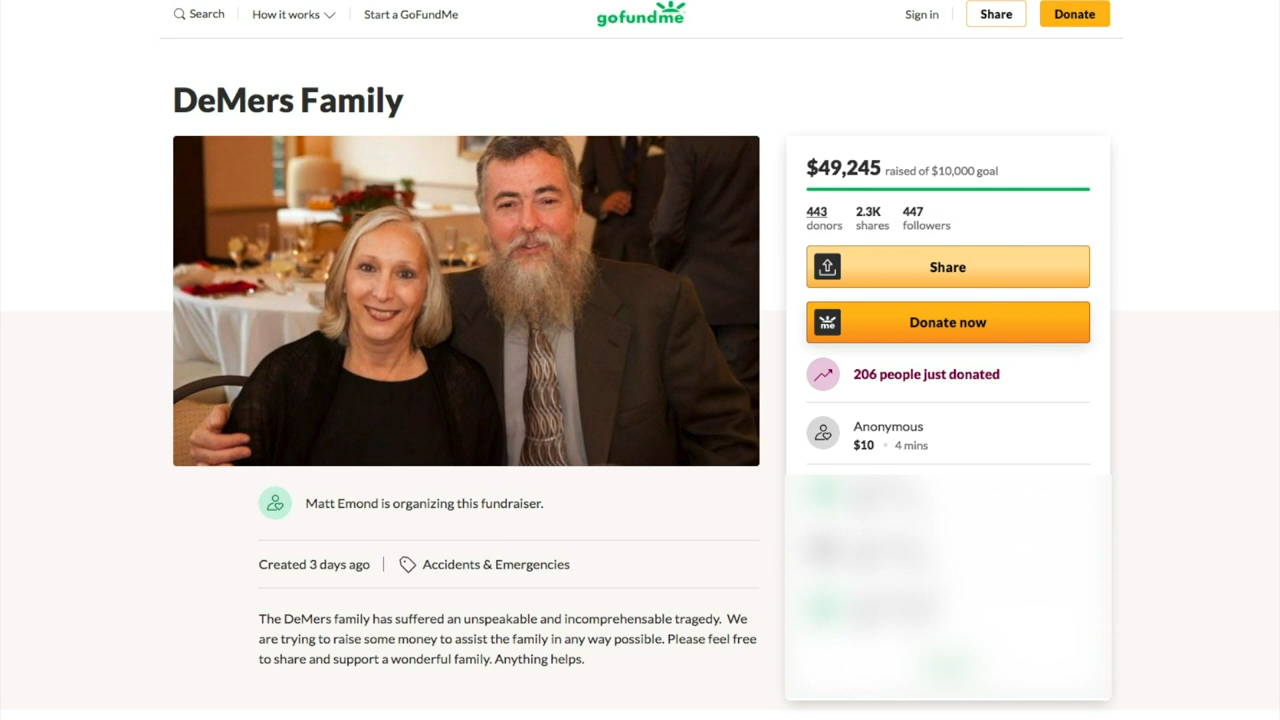 Search
How it works
Start a GoFundMe
gofundme
Sign in
Share
Donate
DeMers Family
$49,245 raised of $10,000 goal
443 2.3K 447
donors shares followers
Share
me Donate now
206 people just donated
Anonymous
$10 • 4 mins
Matt Emond is organizing this fundraiser.
Created 3 days ago
Accidents & Emergencies
The DeMers family has suffered an unspeakable and incomprehensable tragedy. We
are trying to raise some money to assist the family in any way possible. Please feel free
to share and support a wonderful family. Anything helps.